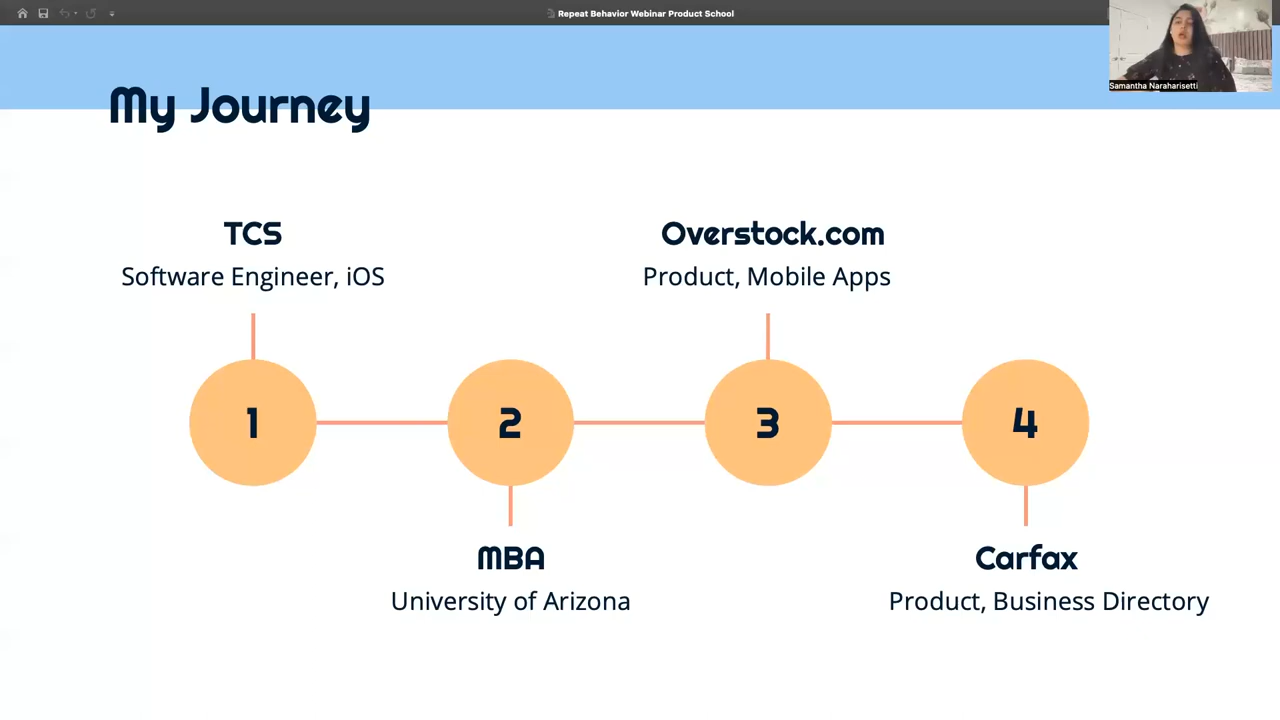 Repeat Behavior Webinar Product School
Samantha Naraharisetti
My Journey
TCS
Software Engineer, iOS
Overstock.com
Product, Mobile Apps
1
2
3
4
MBA
University of Arizona
Carfax
Product, Business Directory